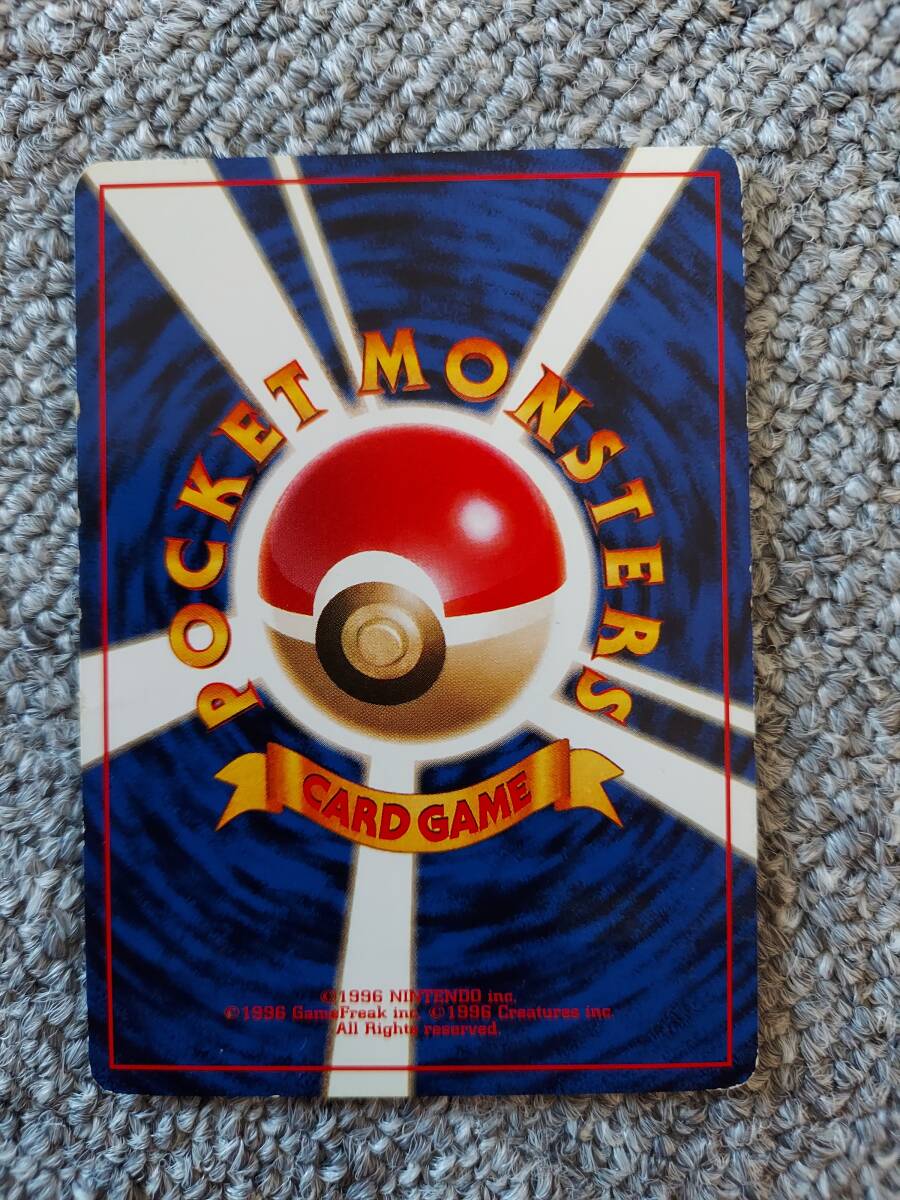 POCKET MONSTERS
CARD GAME
©1996 NINTENDO inc.
©1996 GameFreak inc. ©1996 Creatures inc.
All Rights reserved.